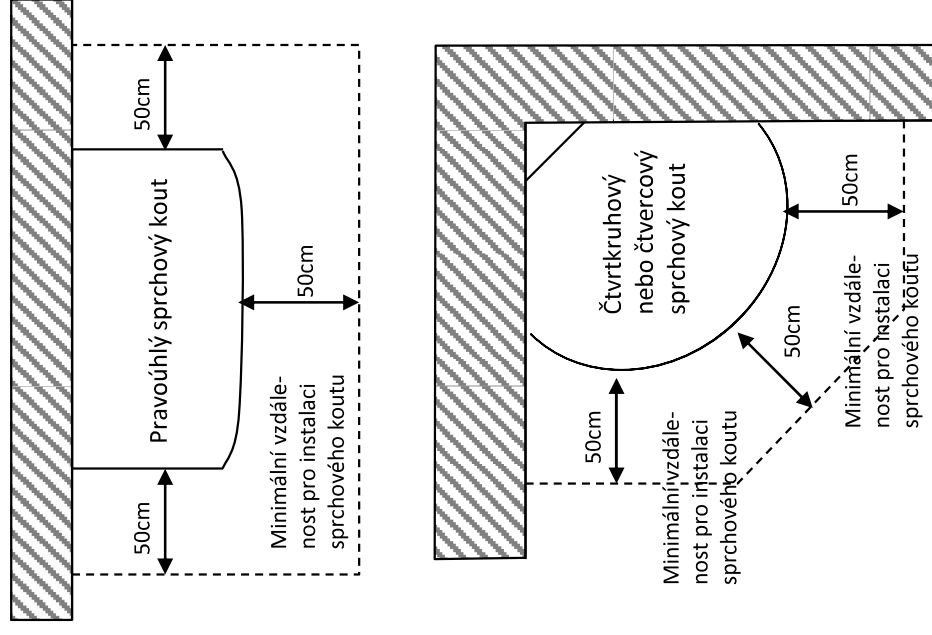 50cm
50cm
Pravoúhlý sprchový kout
50cm
Minimální vzdále-
nost pro instalaci
sprchového koutu
50cm
Čtvrtkruhový
nebo čtvercový
sprchový kout
Minimální vzdále-
nost pro instalaci
sprchového koutu
50cm
50cm
Minimální vzdále-
nost pro instalaci
sprchového koutu